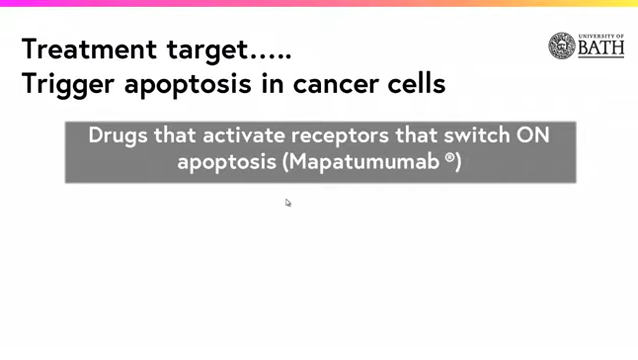 Treatment target.....
Trigger apoptosis in cancer cells
UNIVERSITY OF
BATH
Drugs that activate receptors that switch ON
apoptosis (Mapatumumab ®)